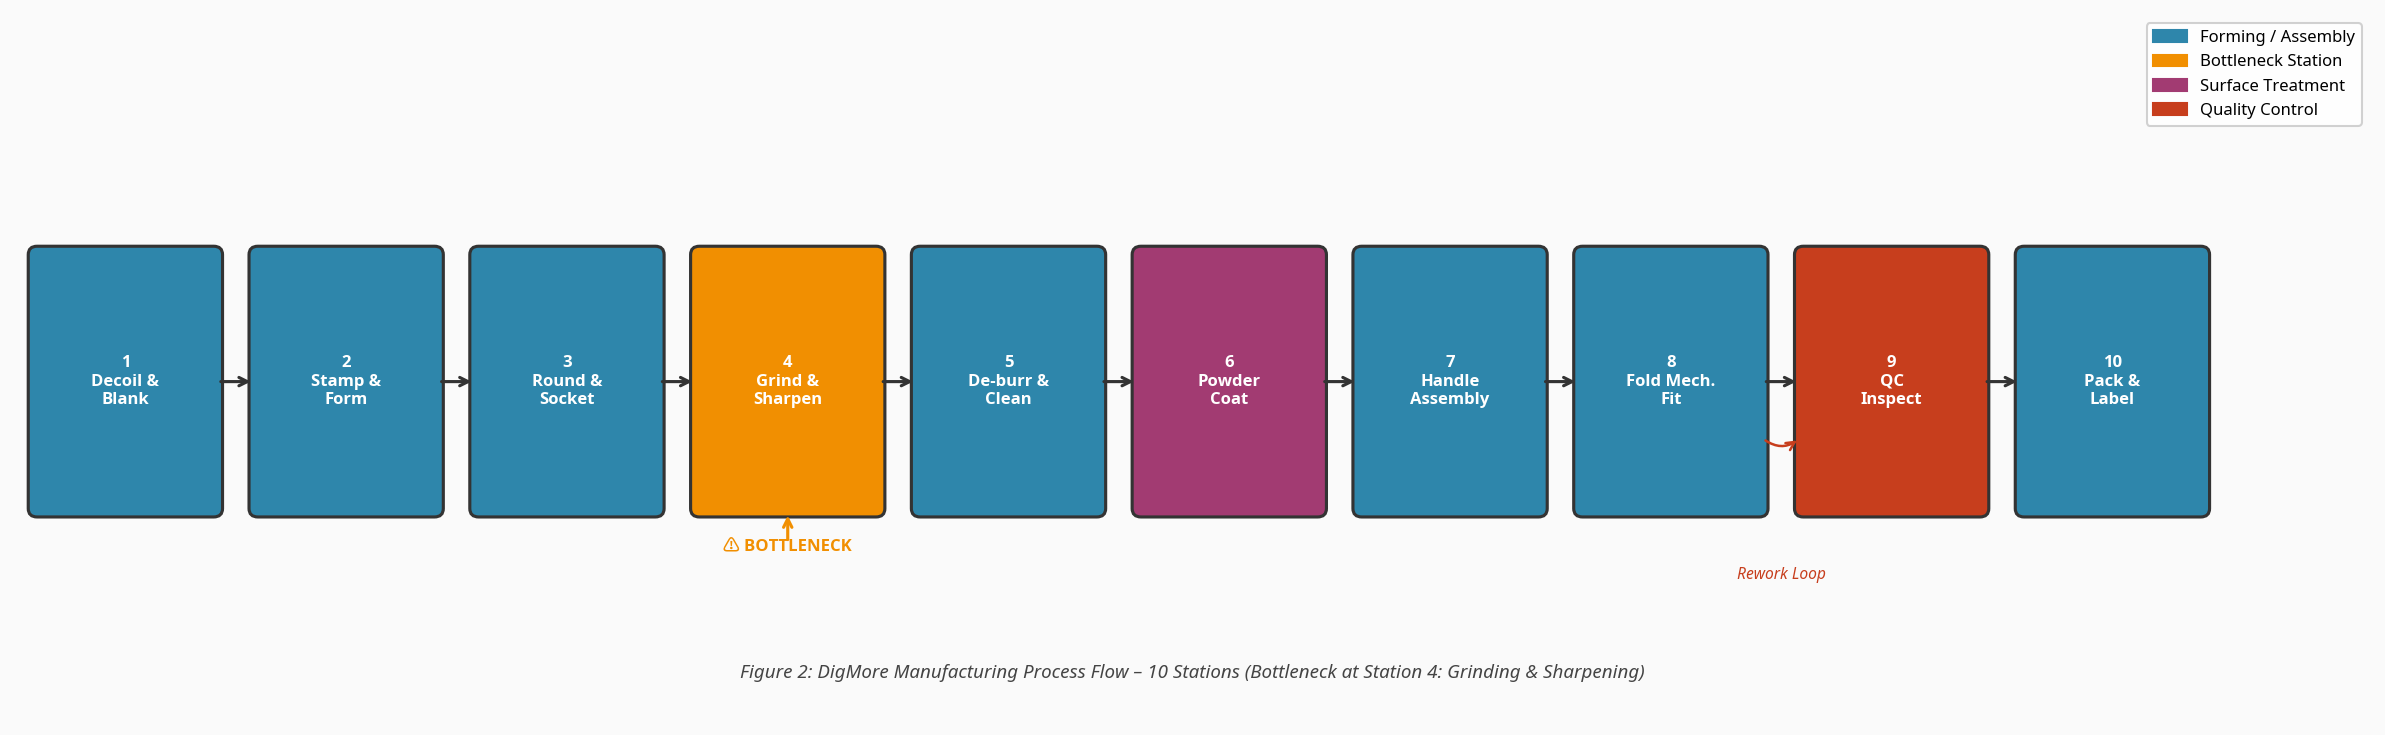 Forming / Assembly
Bottleneck Station
Surface Treatment
Quality Control
1
Decoil &
Blank
2
Stamp &
Form
3
Round &
Socket
4
Grind &
Sharpen
5
De-burr &
Clean
6
Powder
Coat
7
Handle
Assembly
8
Fold Mech.
Fit
9
QC
Inspect
10
Pack &
Label
⚠ BOTTLENECK
Rework Loop
Figure 2: DigMore Manufacturing Process Flow – 10 Stations (Bottleneck at Station 4: Grinding & Sharpening)